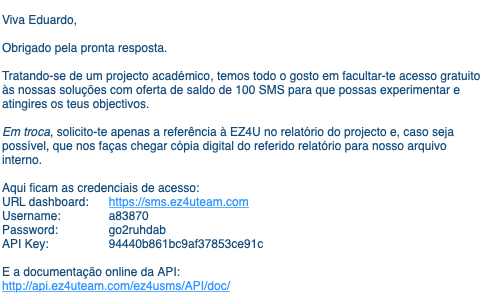 Viva Eduardo,
Obrigado pela pronta resposta.
Tratando-se de um projecto académico, temos todo o gosto em facultar-te acesso gratuito
às nossas soluções com oferta de saldo de 100 SMS para que possas experimentar e
atingires os teus objectivos.
Em troca, solicito-te apenas a referência à EZ4U no relatório do projecto e, caso seja
possível, que nos faças chegar cópia digital do referido relatório para nosso arquivo
interno.
Aqui ficam as credenciais de acesso:
URL dashboard: https://sms.ez4uteam.com
Username: a83870
Password: go2ruhdab
API Key: 94440b861bc9af37853ce91c
E a documentação online da API:
http://api.ez4uteam.com/ez4usms/API/doc/